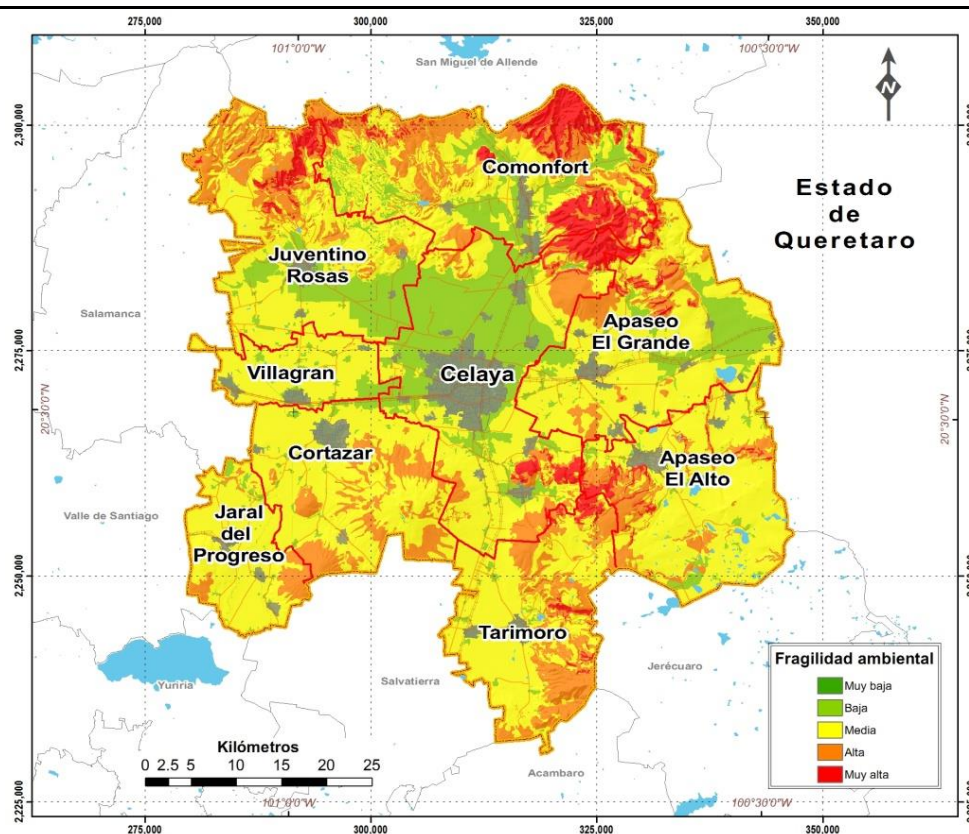 275,000
300,000
325,000
350,000
101°0'0"W
100°30'0"W
San Miguel de Allende
N
2,300,000
Comonfort
Estado
de
Queretaro
Juventino
Rosas
Salamanca
Apaseo
El Grande
2,275,000
Villagran
Celaya
20°30'0"N
20°30'0"N
Cortazar
Apaseo
El Alto
Valle de Santiago
Jaral
del
Progreso
2,250,000
Tarimoro
Yuriria
Salvatierra
Jerécuaro
Fragilidad ambiental
Muy baja
Baja
Media
Alta
Muy alta
Kilómetros
0 2.5 5 10 15 20 25
Acambaro
101°0'0"W
100°30'0"W
2,225,000
275,000
300,000
325,000
350,000